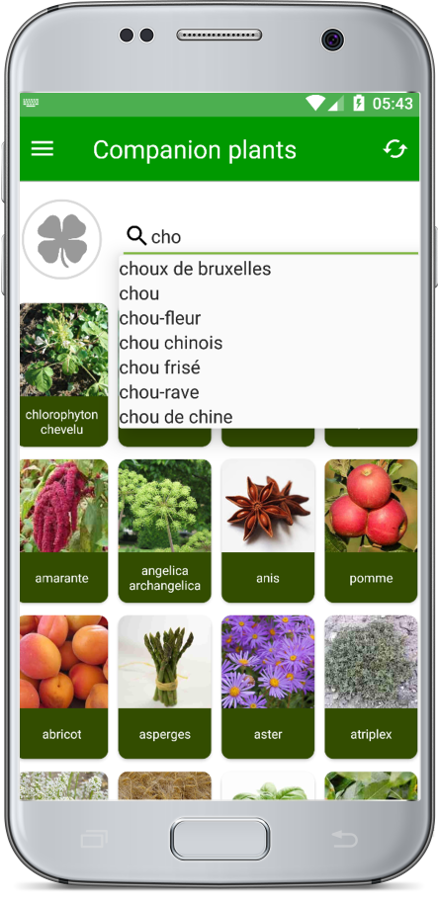 05:43
Companion plants
cho
choux de bruxelles
chou
chou-fleur
chou chinois
chou frisé
chou-rave
chou de chine
chlorophyton
chevelu
amarante
angelica
archangelica
anis
pomme
abricot
asperges
aster
atriplex